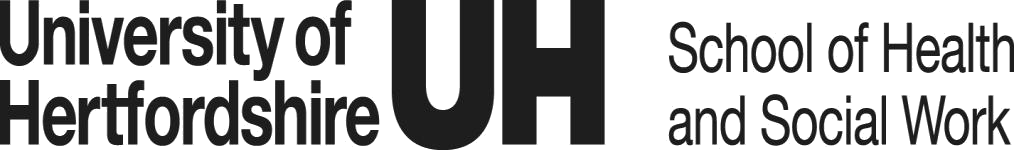 University of
Hertfordshire
UH
School of Health
and Social Work